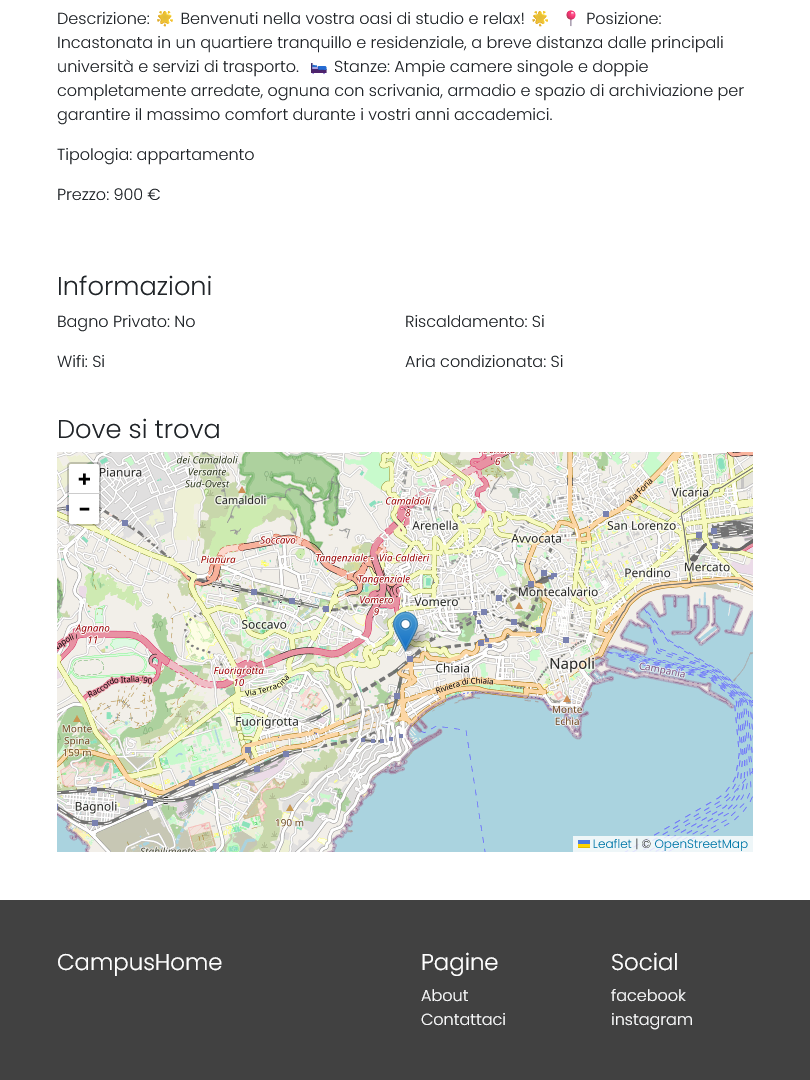 Descrizione: 🌟 Benvenuti nella vostra oasi di studio e relax! 🌟 📍 Posizione:
Incastonata in un quartiere tranquillo e residenziale, a breve distanza dalle principali
università e servizi di trasporto. 🛏️ Stanze: Ampie camere singole e doppie
completamente arredate, ognuna con scrivania, armadio e spazio di archiviazione per
garantire il massimo comfort durante i vostri anni accademici.
Tipologia: appartamento
Prezzo: 900 €
Informazioni
Bagno Privato: No
Riscaldamento: Si
Wifi: Si
Aria condizionata: Si
Dove si trova
+
−
Pianura
dei Camaldoli
Versante
Sud-Ovest
Camaldoli
6
Camaldoli
8
Arenella
Via Foria
Vicaria
San Lorenzo
Avvocata
Soccavo
Pianura
Tangenziale - Via Caldieri
Tangenziale
Pendino
Mercato
Montecalvario
Vomero
9
Vomero
Soccavo
Agnano
11
Napoli
Fuorigrotta
10
Raccordo Italia '90
Via Terracina
Chiaia
Riviera di Chiaia
Napoli
Campania
Monte
Echia
Fuorigrotta
Monte
Spina
159 m
Bagnoli
190 m
Stabilimento
Leaflet | © OpenStreetMap
CampusHome
Pagine
About
Contattaci
Social
facebook
instagram